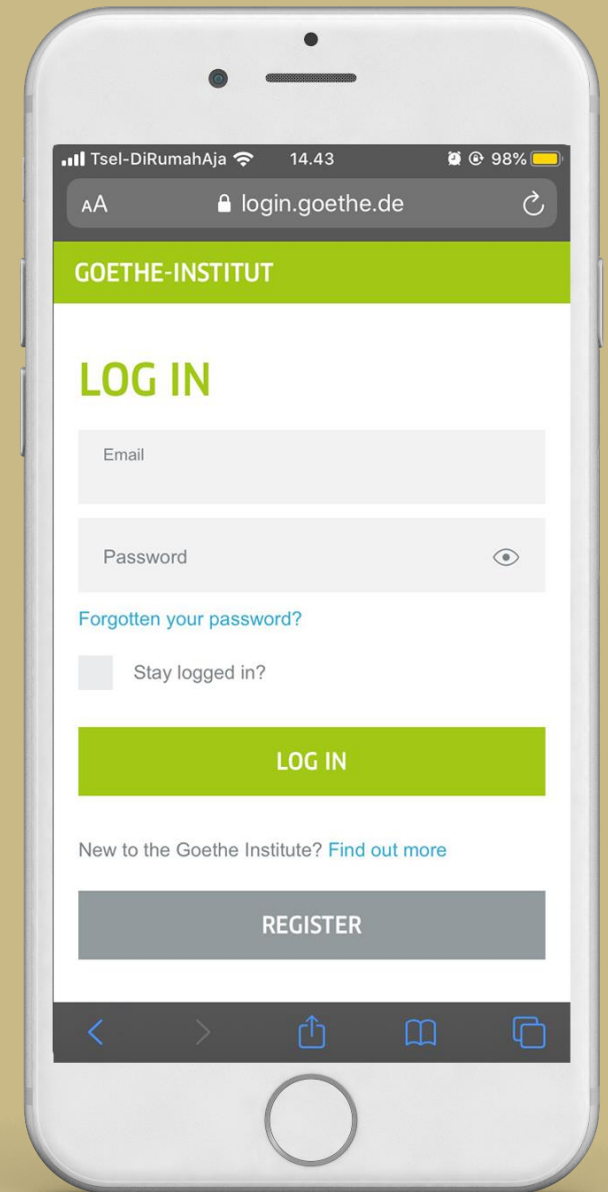 Tsel-DiRumahAja 14.43 98%
AA login.goethe.de
GOETHE-INSTITUT
LOG IN
Email
Password
Forgotten your password?
Stay logged in?
LOG IN
New to the Goethe Institute? Find out more
REGISTER